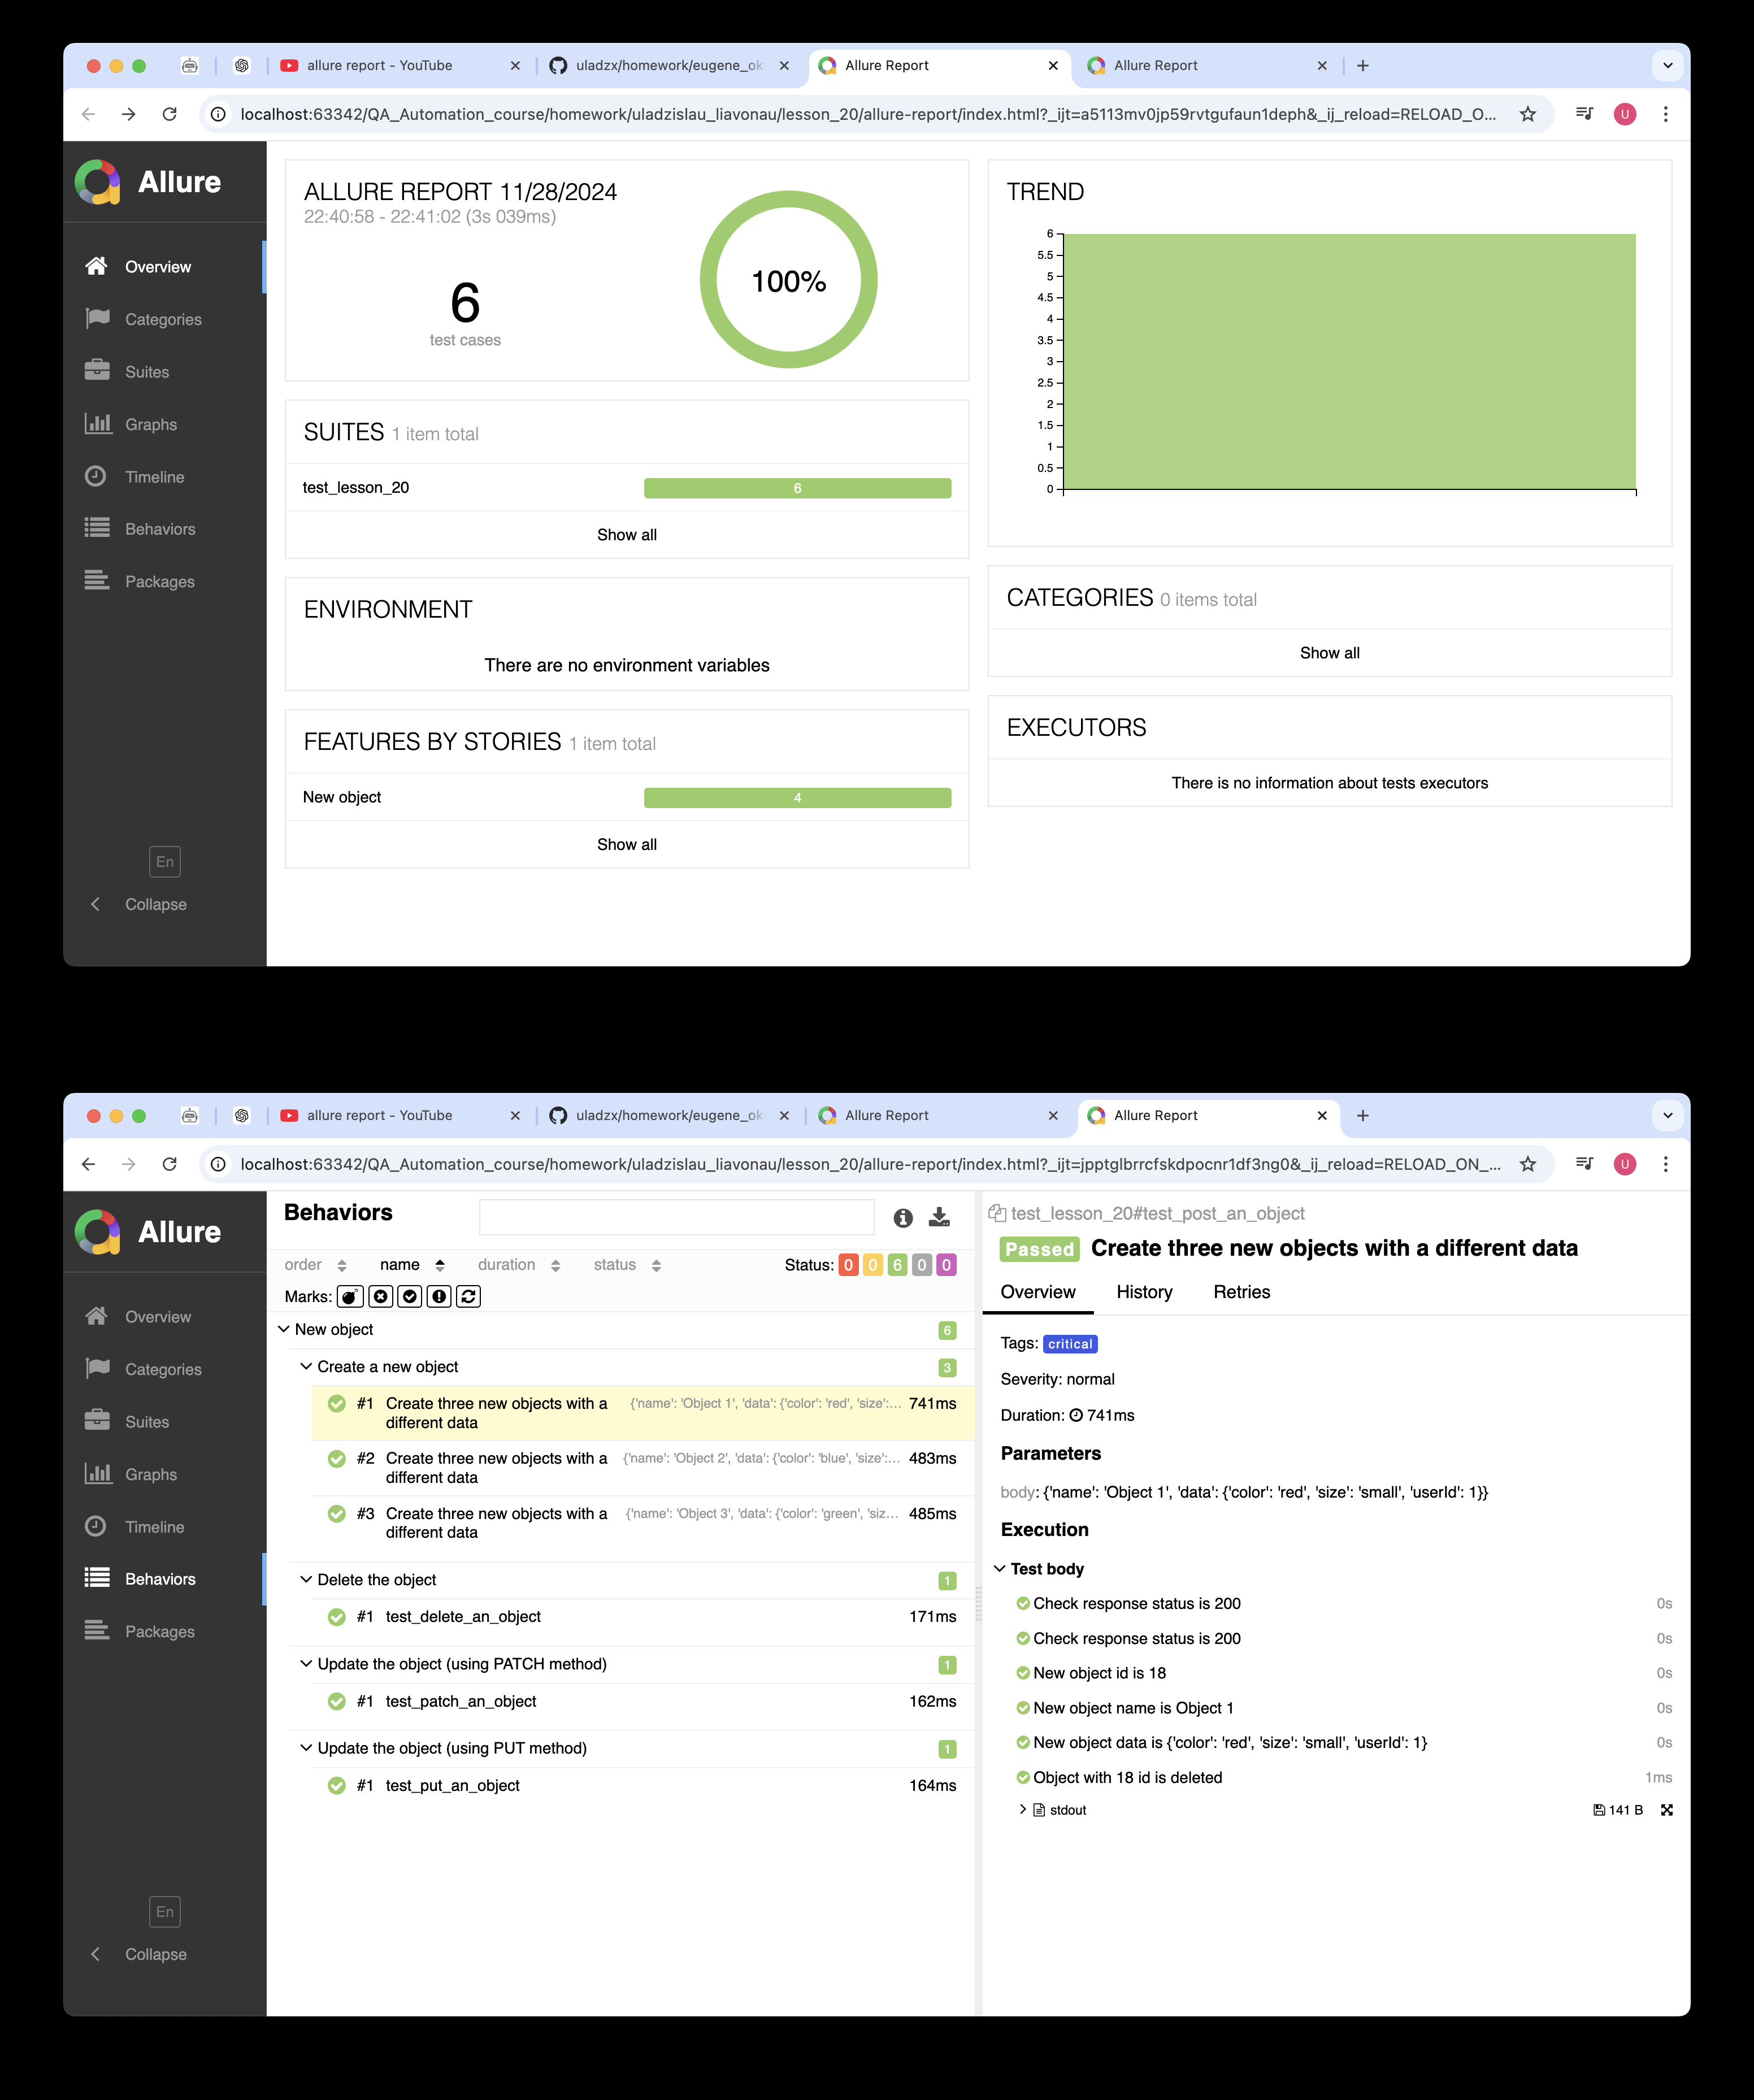 allure report - YouTube
uladzx/homework/eugene_ok
Allure Report
Allure Report
localhost:63342/QA_Automation_course/homework/uladzislau_liavonau/lesson_20/allure-report/index.html?_ijt=a5113mv0jp59rvtgufaun1deph&_ij_reload=RELOAD_O...
U
Allure
Overview
Categories
Suites
Graphs
Timeline
Behaviors
Packages
En
Collapse
ALLURE REPORT 11/28/2024
22:40:58 - 22:41:02 (3s 039ms)
6
test cases
100%
SUITES 1 item total
test_lesson_20
6
Show all
ENVIRONMENT
There are no environment variables
FEATURES BY STORIES 1 item total
New object
4
Show all
TREND
6
5.5
5
4.5
4
3.5
3
2.5
2
1.5
1
0.5
0
CATEGORIES 0 items total
Show all
EXECUTORS
There is no information about tests executors
allure report - YouTube
uladzx/homework/eugene_ok
Allure Report
Allure Report
localhost:63342/QA_Automation_course/homework/uladzislau_liavonau/lesson_20/allure-report/index.html?_ijt=jpptglbrrcfskdpocnr1df3ng0&_ij_reload=RELOAD_ON_...
U
Allure
Overview
Categories
Suites
Graphs
Timeline
Behaviors
Packages
En
Collapse
Behaviors
order name duration status Status: 0 0 6 0 0
Marks:
New object 6
Create a new object 3
#1 Create three new objects with a {'name': 'Object 1', 'data': {'color': 'red', 'size':... 741ms
different data
#2 Create three new objects with a {'name': 'Object 2', 'data': {'color': 'blue', 'size':... 483ms
different data
#3 Create three new objects with a {'name': 'Object 3', 'data': {'color': 'green', 'siz... 485ms
different data
Delete the object 1
#1 test_delete_an_object 171ms
Update the object (using PATCH method) 1
#1 test_patch_an_object 162ms
Update the object (using PUT method) 1
#1 test_put_an_object 164ms
test_lesson_20#test_post_an_object
Passed Create three new objects with a different data
Overview History Retries
Tags: critical
Severity: normal
Duration: 741ms
Parameters
body: {'name': 'Object 1', 'data': {'color': 'red', 'size': 'small', 'userId': 1}}
Execution
Test body
Check response status is 200 0s
Check response status is 200 0s
New object id is 18 0s
New object name is Object 1 0s
New object data is {'color': 'red', 'size': 'small', 'userId': 1} 0s
Object with 18 id is deleted 1ms
stdout 141 B